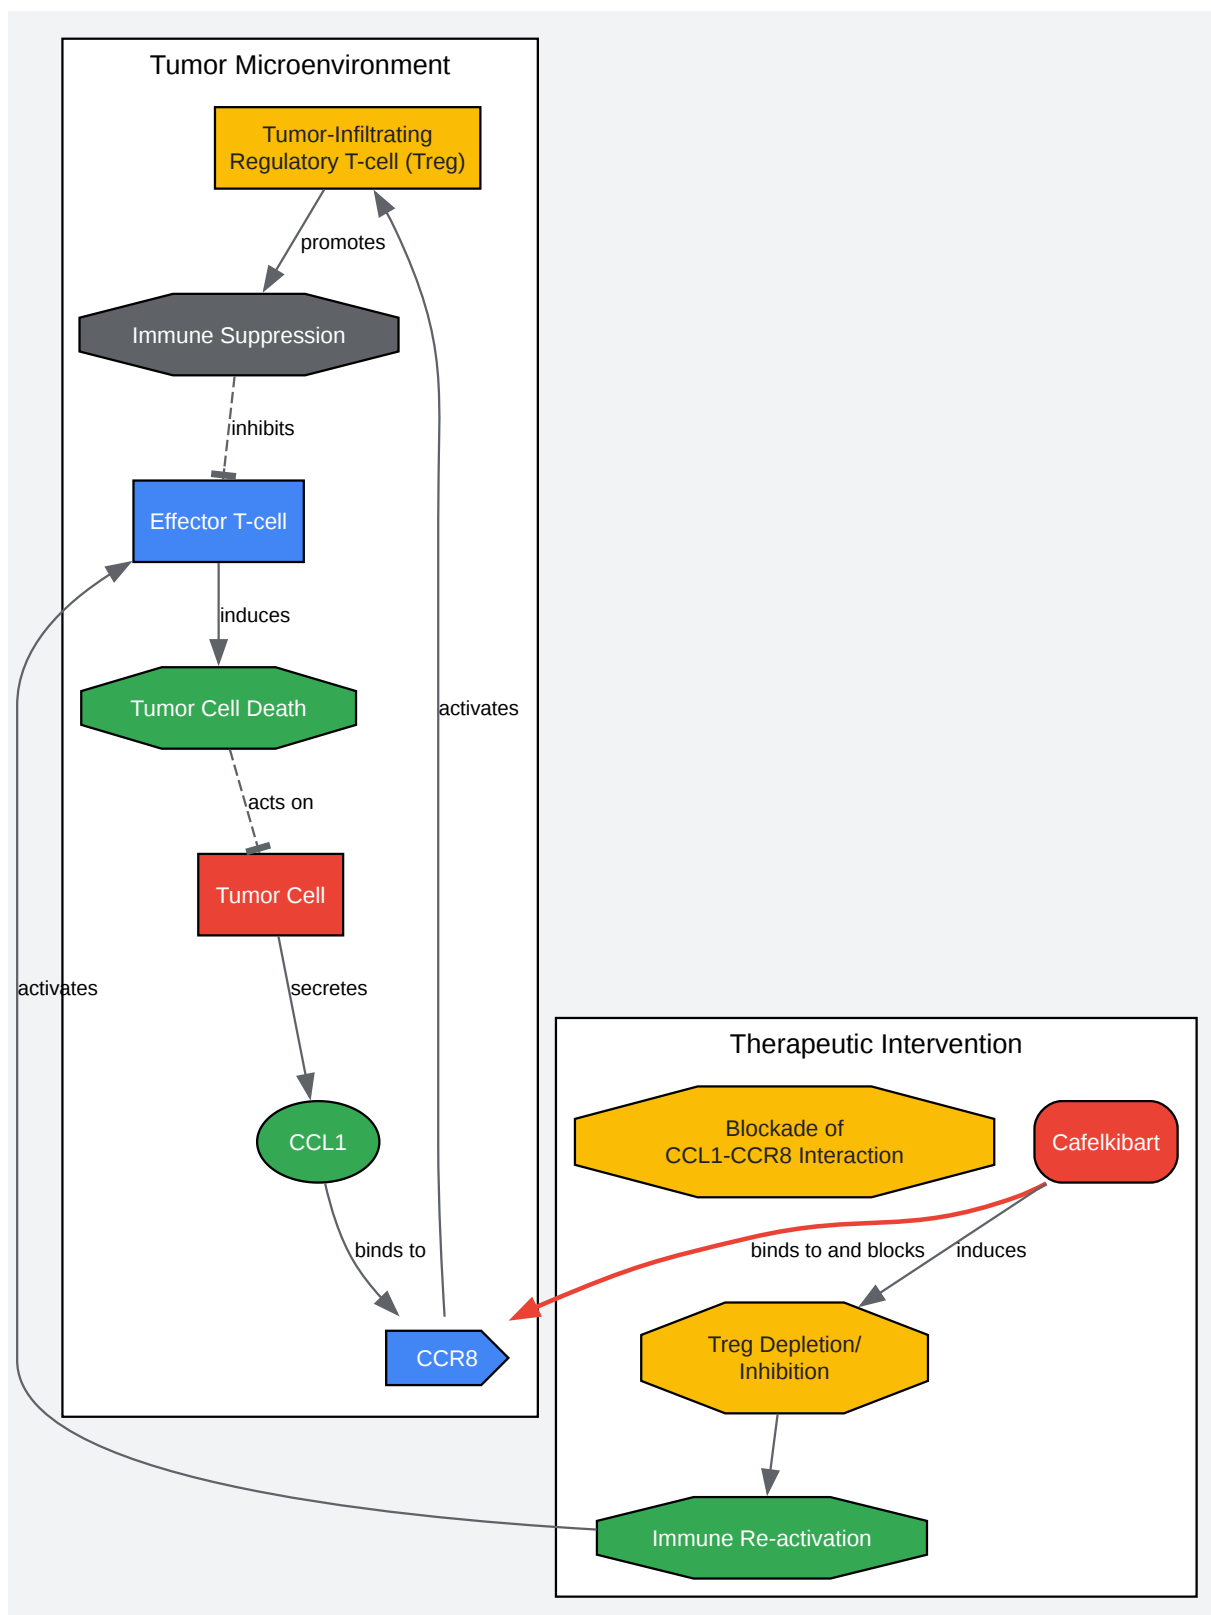 Tumor Microenvironment
Tumor-Infiltrating
Regulatory T-cell (Treg)
promotes
Immune Suppression
inhibits
Effector T-cell
induces
Tumor Cell Death
activates
acts on
Tumor Cell
activates
secretes
CCL1
binds to
CCR8
Therapeutic Intervention
Blockade of
CCL1-CCR8 Interaction
Cafelkibart
binds to and blocks
induces
Treg Depletion/
Inhibition
Immune Re-activation